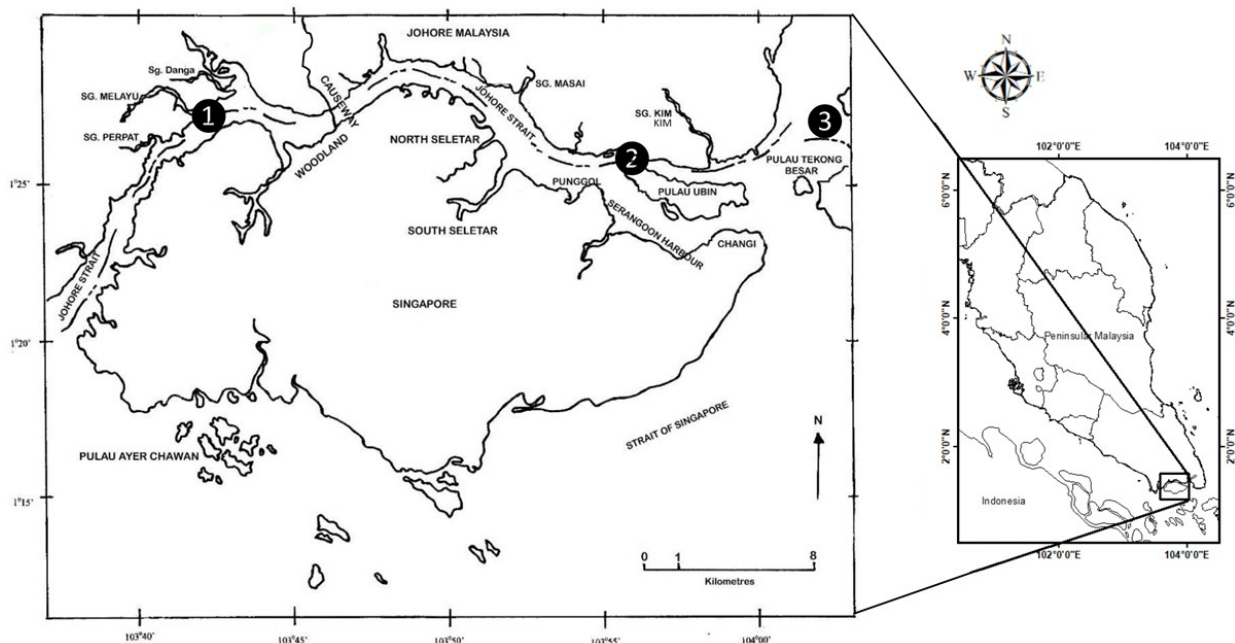 JOHORE MALAYSIA
Sg. Danga
SG. MELAYU
SG. PERPAT
1
CAUSEWAY
WOODLAND
JOHORE STRAIT
SG. MASAI
NORTH SELETAR
SG. KIM
KIM
2
3
PULAU TEKONG
BESAR
PUNGGOL
PULAU UBIN
SERANGOON HARBOUR
CHANGI
SOUTH SELETAR
JOHORE STRAIT
SINGAPORE
STRAIT OF SINGAPORE
PULAU AYER CHAWAN
N
0 1 8
Kilometres
1°25'
1°20'
1°15'
103°40'
103°45'
103°50'
103°55'
104°00'
N
W E
S
102°0'0"E 104°0'0"E
6°0'0"N
4°0'0"N
2°0'0"N
6°0'0"N
4°0'0"N
2°0'0"N
Peninsular Malaysia
Indonesia
102°0'0"E 104°0'0"E